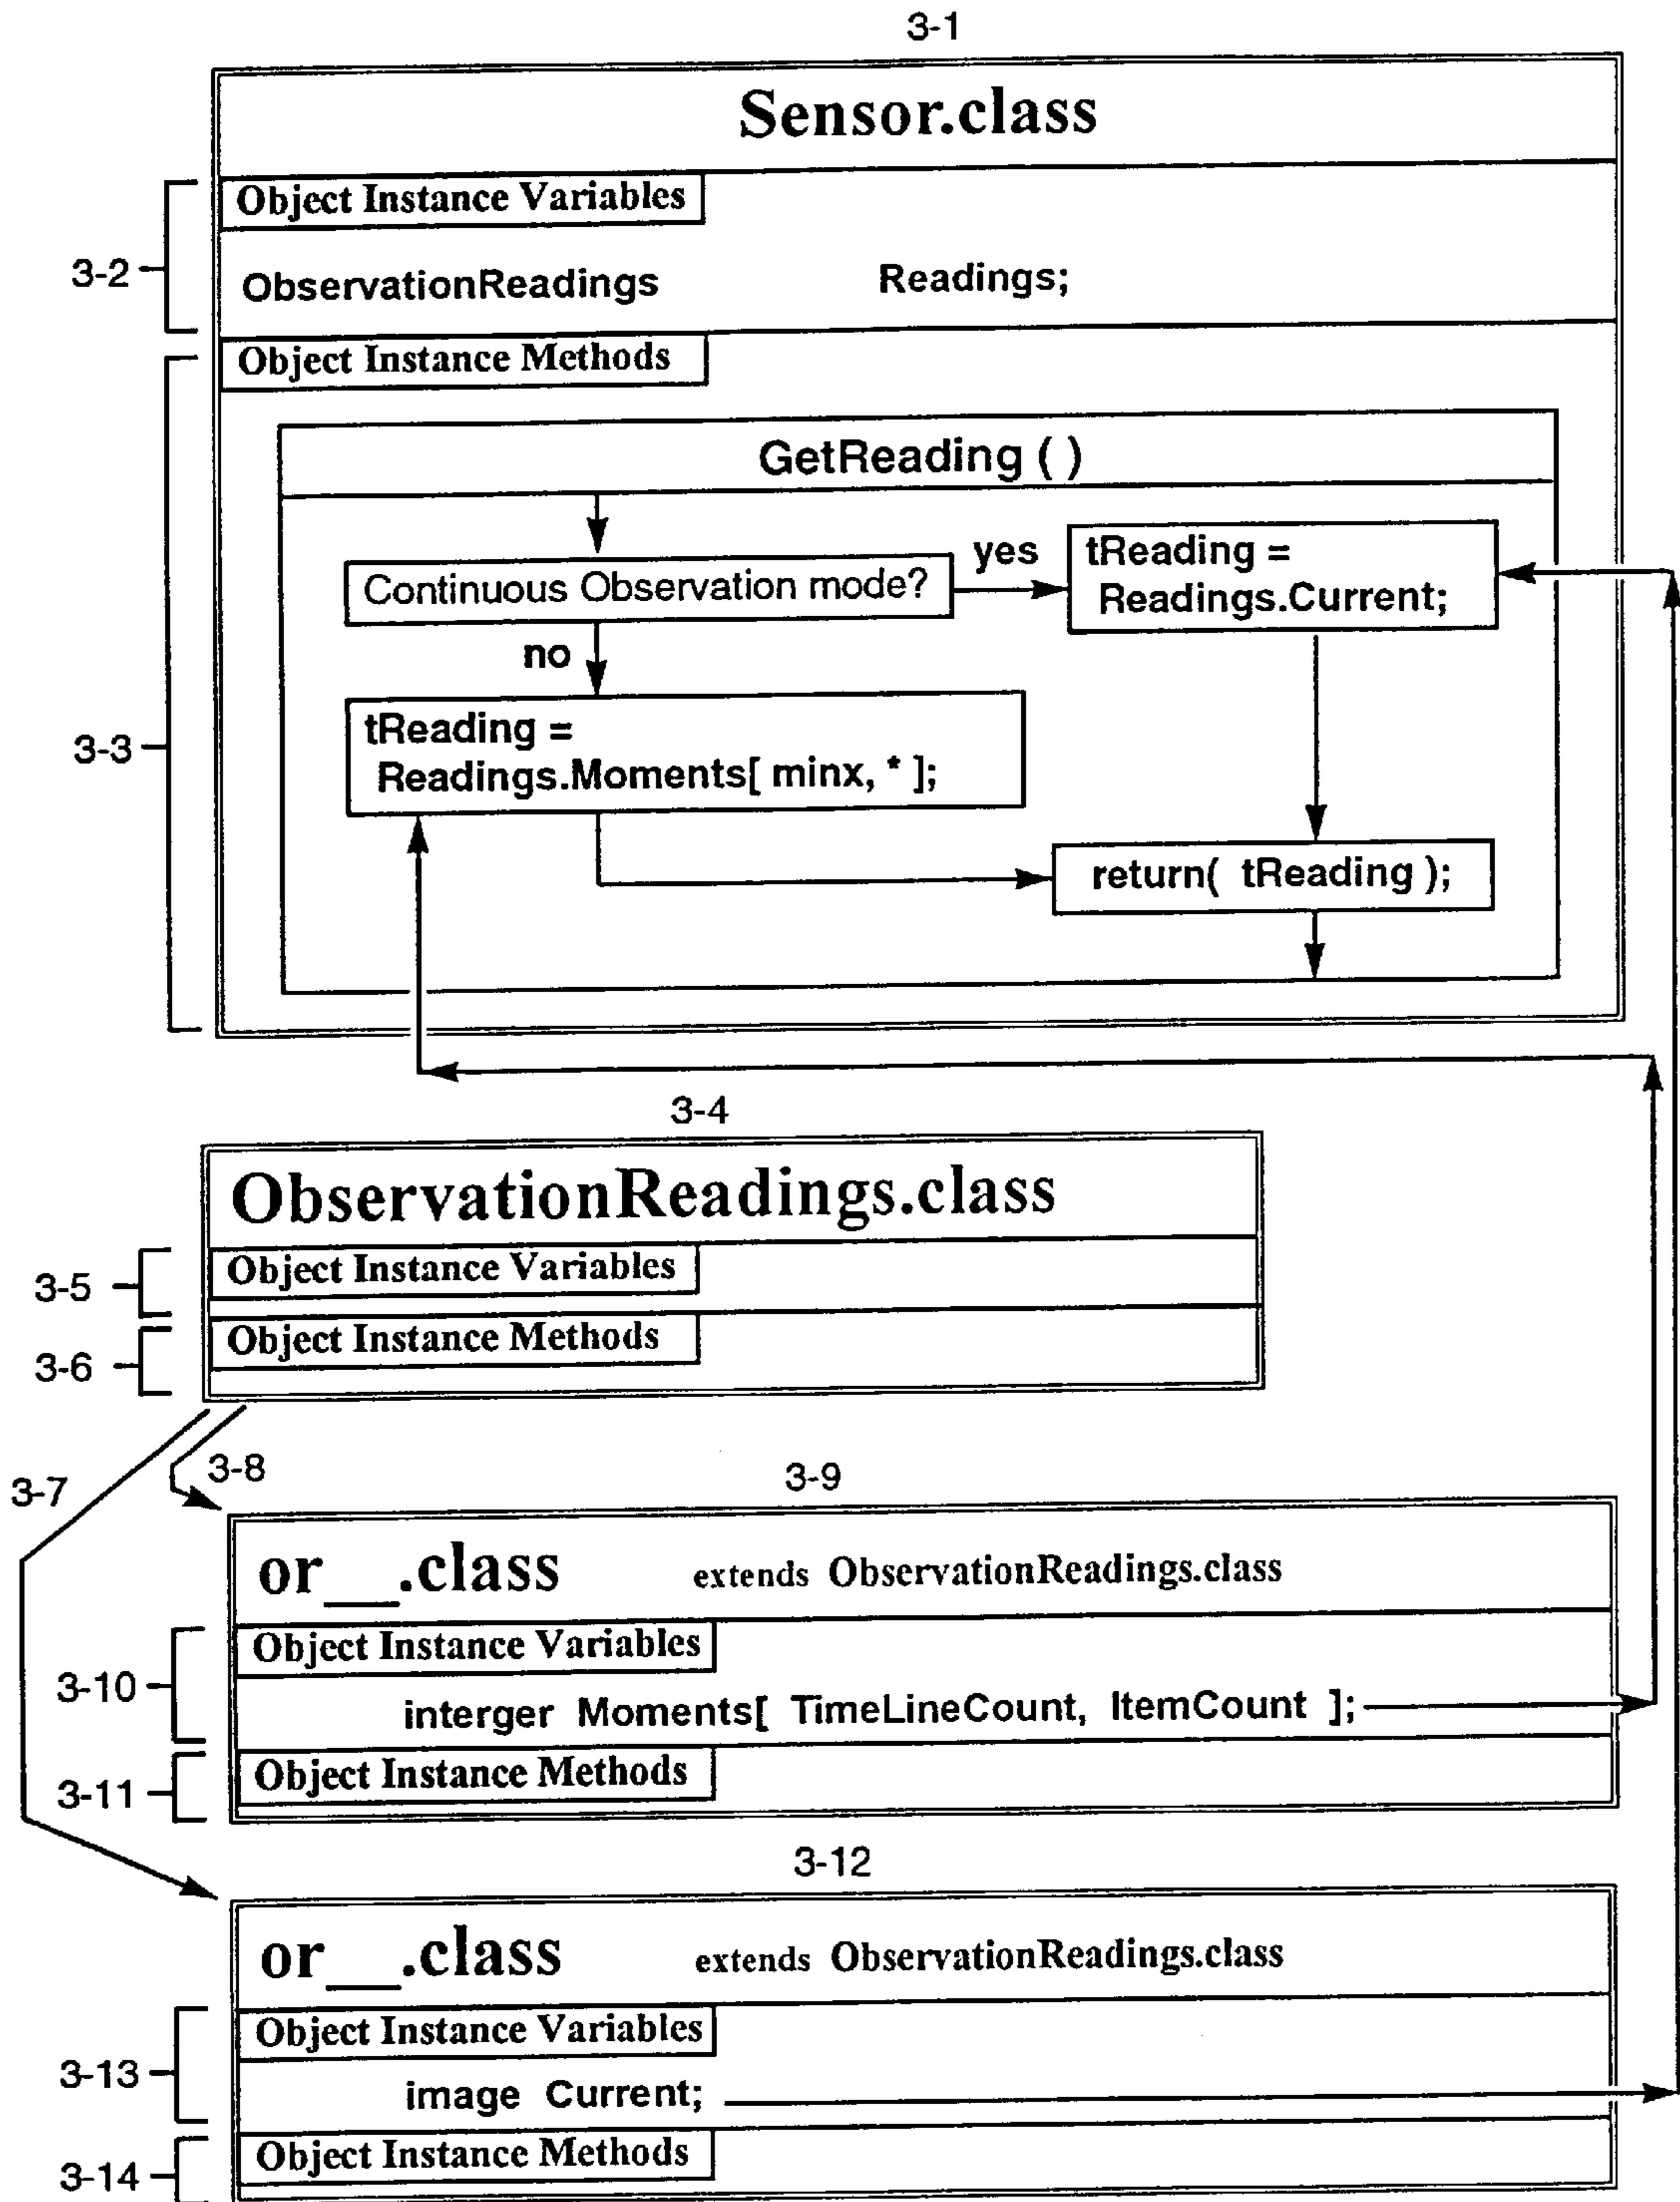 3-1
Sensor.class
Object Instance Variables
3-2
ObservationReadings Readings;
Object Instance Methods
GetReading ( )
Continuous Observation mode?
yes
tReading =
Readings.Current;
no
3-3
tReading =
Readings.Moments[ minx, * ];
return( tReading );
3-4
ObservationReadings.class
3-5
Object Instance Variables
3-6
Object Instance Methods
3-7
3-8
3-9
or__.class extends ObservationReadings.class
Object Instance Variables
3-10
interger Moments[ TimeLineCount, ItemCount ];
3-11
Object Instance Methods
3-12
or__.class extends ObservationReadings.class
Object Instance Variables
3-13
image Current;
3-14
Object Instance Methods